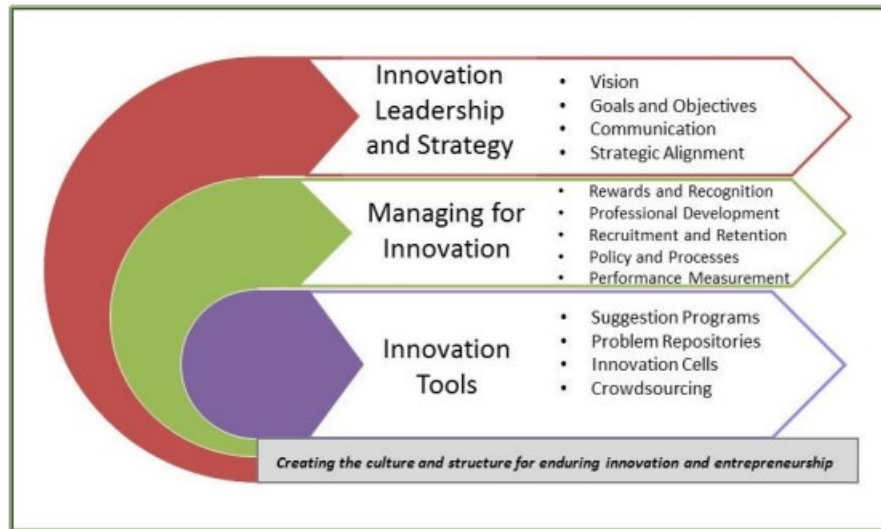 Innovation
Leadership
and Strategy
• Vision
• Goals and Objectives
• Communication
• Strategic Alignment
Managing for
Innovation
• Rewards and Recognition
• Professional Development
• Recruitment and Retention
• Policy and Processes
• Performance Measurement
Innovation
Tools
• Suggestion Programs
• Problem Repositories
• Innovation Cells
• Crowdsourcing
Creating the culture and structure for enduring innovation and entrepreneurship